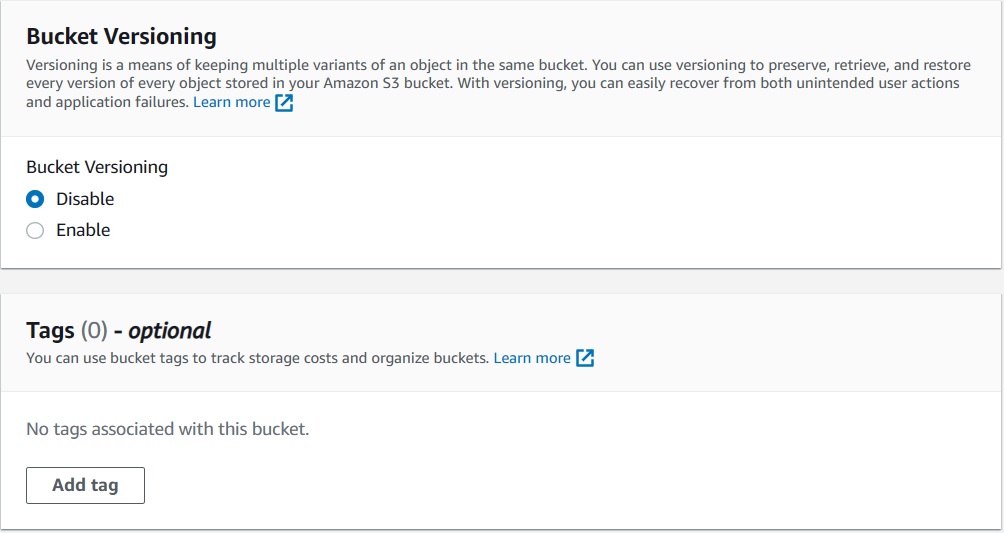 Bucket Versioning
Versioning is a means of keeping multiple variants of an object in the same bucket. You can use versioning to preserve, retrieve, and restore
every version of every object stored in your Amazon S3 bucket. With versioning, you can easily recover from both unintended user actions
and application failures. Learn more
Bucket Versioning
Disable
Enable
Tags (0) - optional
You can use bucket tags to track storage costs and organize buckets. Learn more
No tags associated with this bucket.
Add tag